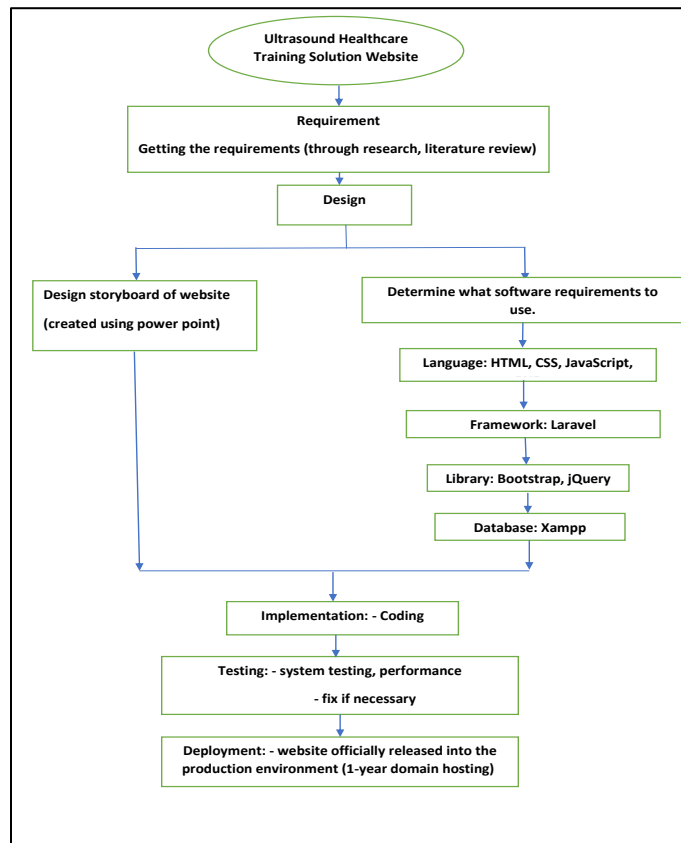 Ultrasound Healthcare
Training Solution Website
Requirement
Getting the requirements (through research, literature review)
Design
Design storyboard of website
(created using power point)
Determine what software requirements to
use.
Language: HTML, CSS, JavaScript,
Framework: Laravel
Library: Bootstrap, jQuery
Database: Xampp
Implementation: - Coding
Testing: - system testing, performance
- fix if necessary
Deployment: - website officially released into the
production environment (1-year domain hosting)